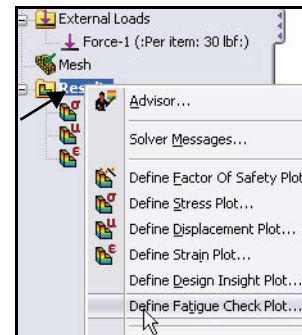 External Loads
Force-1 (:Per item: 30 lbf:)
Mesh
Advisor...
Solver Messages...
Define Factor Of Safety Plot
Define Stress Plot...
Define Displacement Plot...
Define Strain Plot...
Define Design Insight Plot...
Define Fatigue Check Plot...